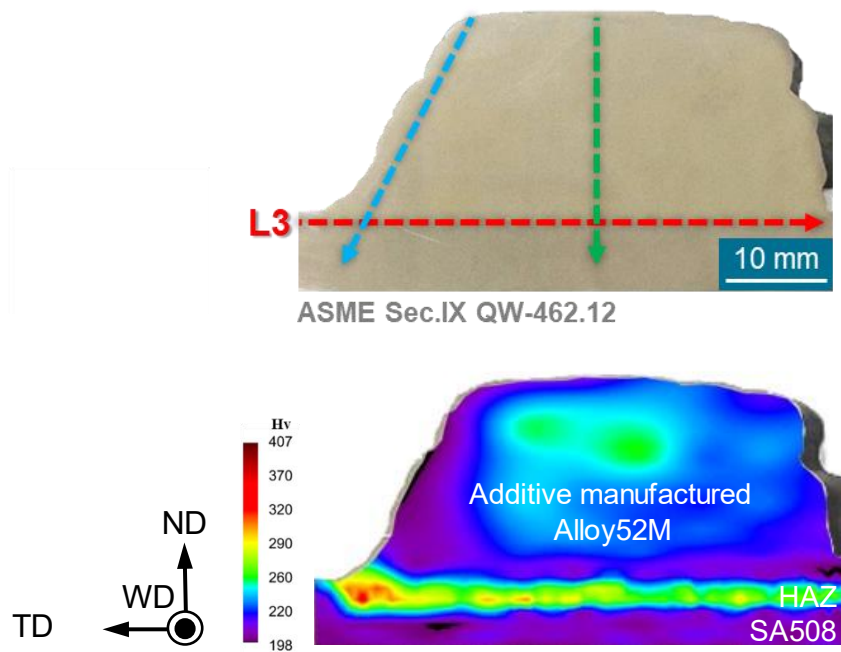 L3
10 mm
ASME Sec.IX QW-462.12
Hv
407
370
320
290
260
220
198
Additive manufactured
Alloy52M
HAZ
SA508
ND
WD
TD